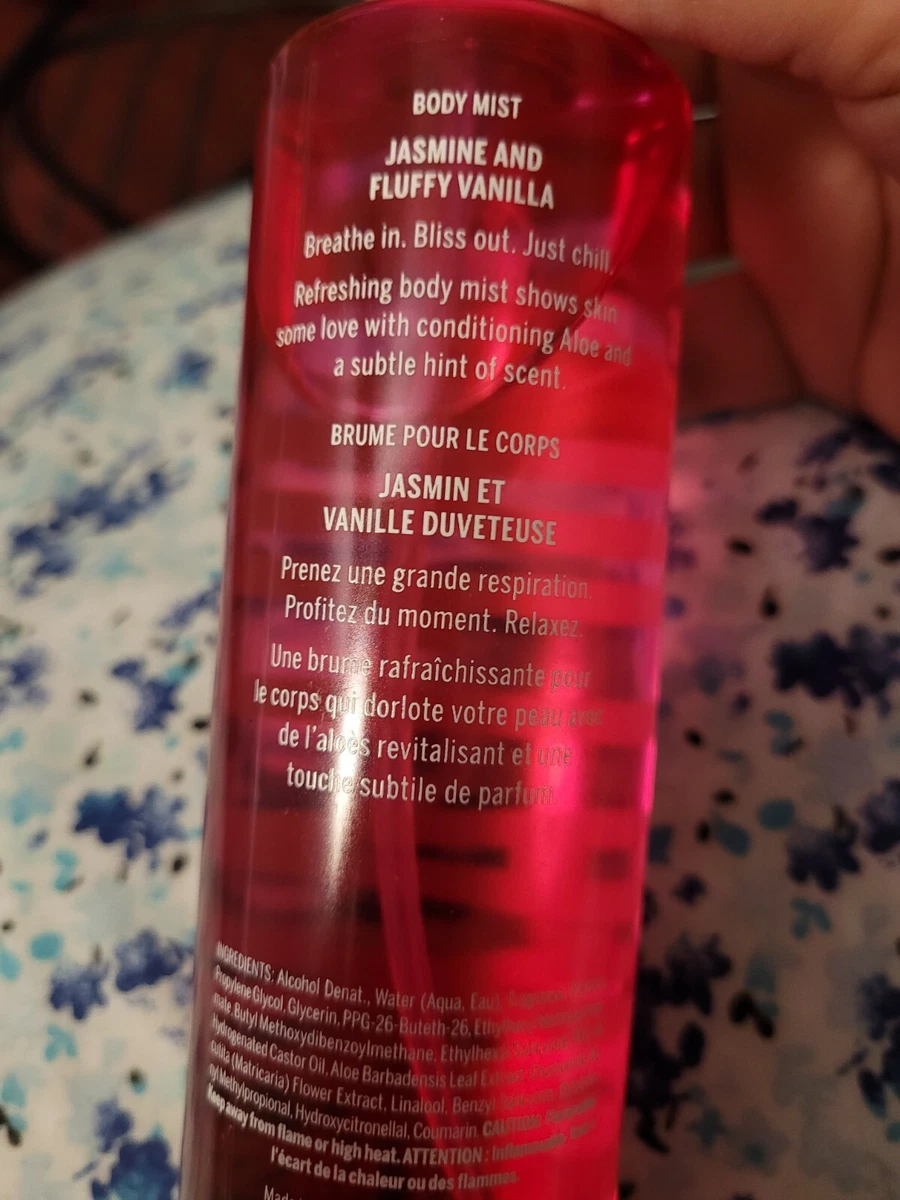 BODY MIST
JASMINE AND
FLUFFY VANILLA
Breathe in. Bliss out. Just chill.
Refreshing body mist shows skin
some love with conditioning Aloe and
a subtle hint of scent.
BRUME POUR LE CORPS
JASMIN ET
VANILLE DUVETEUSE
Prenez une grande respiration.
Profitez du moment. Relaxez.
Une brume rafraîchissante pour
le corps qui dorlote votre peau avec
de l'aloès revitalisant et une
touche subtile de parfum.
INGREDIENTS: Alcohol Denat., Water (Aqua, Eau),
Propylene Glycol, Glycerin, PPG-26-Buteth-26,
Butyl Methoxydibenzoylmethane,
Hydrogenated Castor Oil, Aloe Barbadensis Leaf
(Matricaria) Flower Extract, Linalool, Benzyl
Hydroxycitronellal, Coumarin. CAUTION:
Keep away from flame or high heat. ATTENTION :
l'écart de la chaleur ou des flammes.